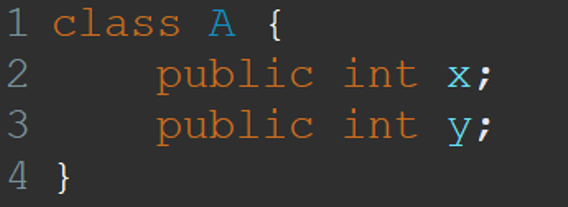 1 class A {
2     public int x;
3     public int y;
4 }